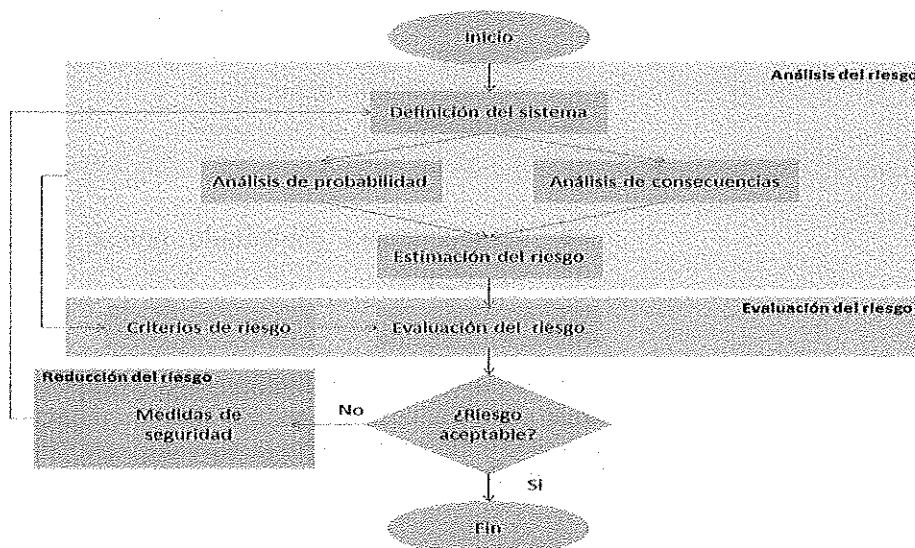 Inicio
Análisis del riesgo
Definición del sistema
Análisis de probabilidad
Análisis de consecuencias
Estimación del riesgo
Evaluación del riesgo
Criterios de riesgo
Evaluación del riesgo
Reducción del riesgo
Medidas de
seguridad
No
¿Riesgo
aceptable?
Si
Fin